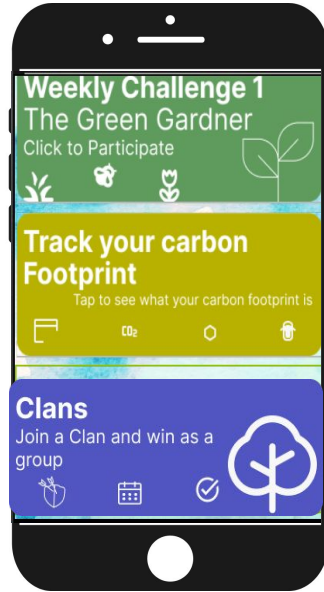 Weekly Challenge 1
The Green Gardner
Click to Participate
Track your carbon
Footprint
Tap to see what your carbon footprint is
CO₂
Clans
Join a Clan and win as a
group